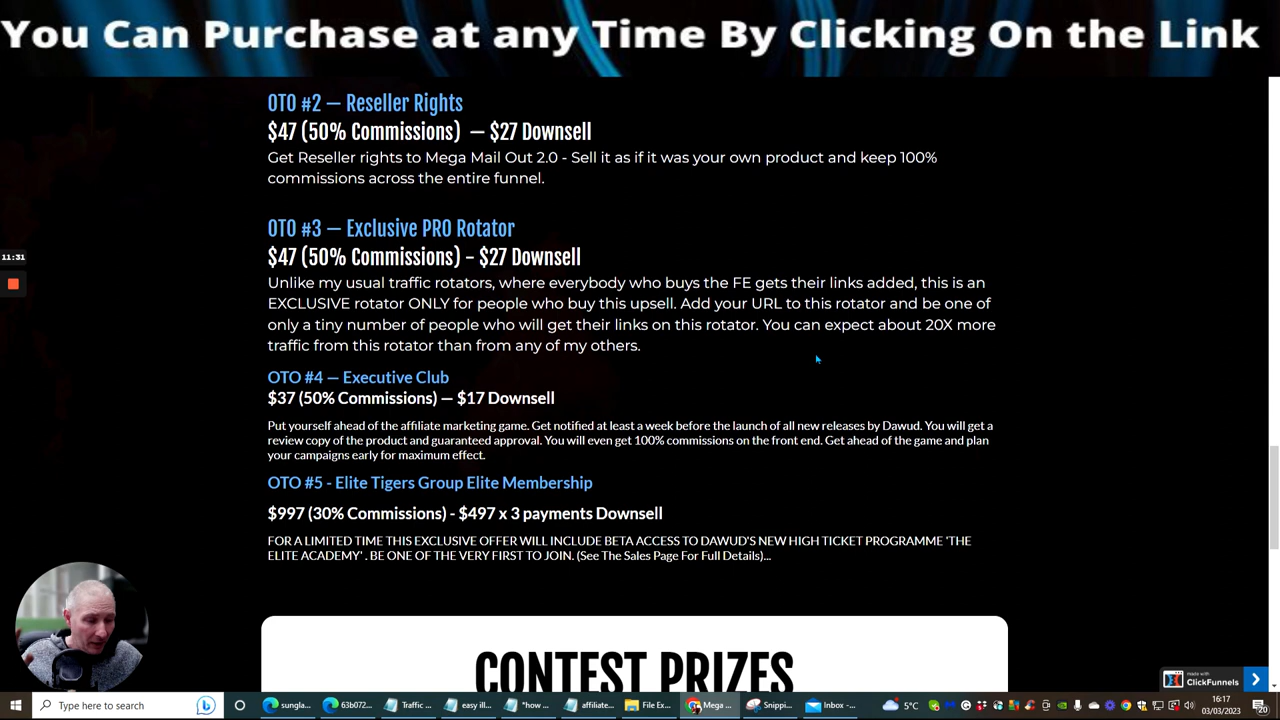 You Can Purchase at any Time By Clicking On the Link
OTO #2 — Reseller Rights
$47 (50% Commissions) — $27 Downsell
Get Reseller rights to Mega Mail Out 2.0 - Sell it as if it was your own product and keep 100%
commissions across the entire funnel.
OTO #3 — Exclusive PRO Rotator
$47 (50% Commissions) - $27 Downsell
11:31
Unlike my usual traffic rotators, where everybody who buys the FE gets their links added, this is an
EXCLUSIVE rotator ONLY for people who buy this upsell. Add your URL to this rotator and be one of
only a tiny number of people who will get their links on this rotator. You can expect about 20X more
traffic from this rotator than from any of my others.
OTO #4 — Executive Club
$37 (50% Commissions) — $17 Downsell
Put yourself ahead of the affiliate marketing game. Get notified at least a week before the launch of all new releases by Dawud. You will get a
review copy of the product and guaranteed approval. You will even get 100% commissions on the front end. Get ahead of the game and plan
your campaigns early for maximum effect.
OTO #5 - Elite Tigers Group Elite Membership
$997 (30% Commissions) - $497 x 3 payments Downsell
FOR A LIMITED TIME THIS EXCLUSIVE OFFER WILL INCLUDE BETA ACCESS TO DAWUD'S NEW HIGH TICKET PROGRAMME 'THE
ELITE ACADEMY' . BE ONE OF THE VERY FIRST TO JOIN. (See The Sales Page For Full Details)...
CONTEST PRIZES
made with
ClickFunnels
Type here to search
sungla...
63b072...
Traffic ...
easy ill...
*how ...
affiliate...
File Ex...
Mega ...
Snippi...
Inbox -...
5°C
16:17
03/03/2023
20